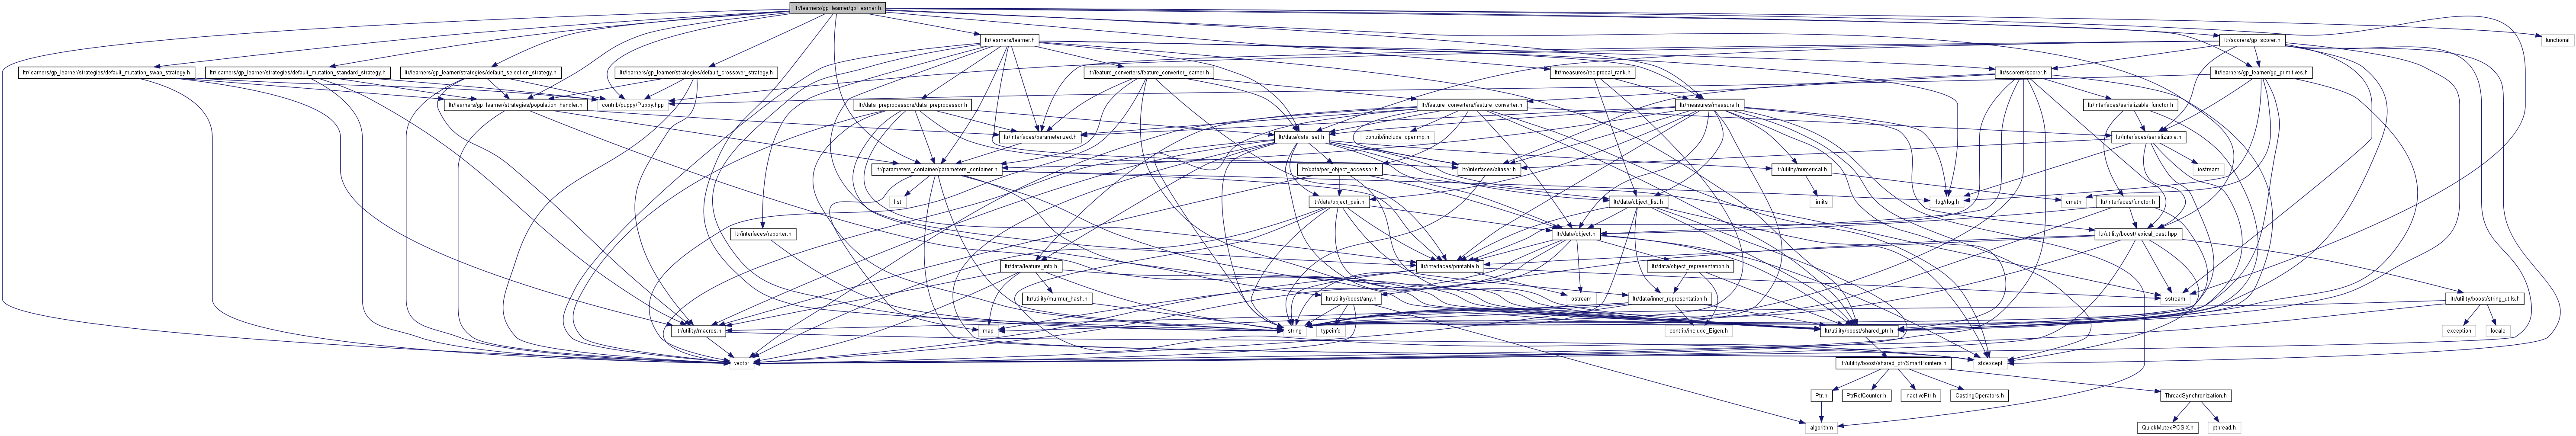 ltr/learners/gp_learner/gp_learner.h
ltr/learners/learner.h
functional
ltr/scorers/gp_scorer.h
ltr/learners/gp_learner/strategies/default_mutation_swap_strategy.h
ltr/learners/gp_learner/strategies/default_mutation_standard_strategy.h
ltr/learners/gp_learner/strategies/default_selection_strategy.h
ltr/learners/gp_learner/strategies/default_crossover_strategy.h
ltr/feature_converters/feature_converter_learner.h
ltr/measures/reciprocal_rank.h
ltr/scorers/scorer.h
ltr/learners/gp_learner/gp_primitives.h
ltr/learners/gp_learner/strategies/population_handler.h
contrib/puppy/Puppy.hpp
ltr/data_preprocessors/data_preprocessor.h
ltr/feature_converters/feature_converter.h
ltr/measures/measure.h
ltr/interfaces/serializable_functor.h
ltr/interfaces/parameterized.h
ltr/data/data_set.h
contrib/include_openmp.h
ltr/interfaces/serializable.h
ltr/parameters_container/parameters_container.h
ltr/data/per_object_accessor.h
ltr/interfaces/aliaser.h
ltr/utility/numerical.h
iostream
list
ltr/data/object_pair.h
ltr/data/object_list.h
limits
rlog/rlog.h
cmath
ltr/interfaces/functor.h
ltr/interfaces/reporter.h
ltr/data/object.h
ltr/utility/boost/lexical_cast.hpp
ltr/data/feature_info.h
ltr/interfaces/printable.h
ltr/data/object_representation.h
ltr/utility/murmur_hash.h
ltr/utility/boost/any.h
ostream
ltr/data/inner_representation.h
sstream
ltr/utility/boost/string_utils.h
ltr/utility/macros.h
map
string
typeinfo
contrib/include_Eigen.h
ltr/utility/boost/shared_ptr.h
exception
locale
vector
ltr/utility/boost/shared_ptr/SmartPointers.h
stdexcept
Ptr.h
PtrRefCounter.h
InactivePtr.h
CastingOperators.h
ThreadSynchronization.h
algorithm
QuickMutexPOSIX.h
pthread.h